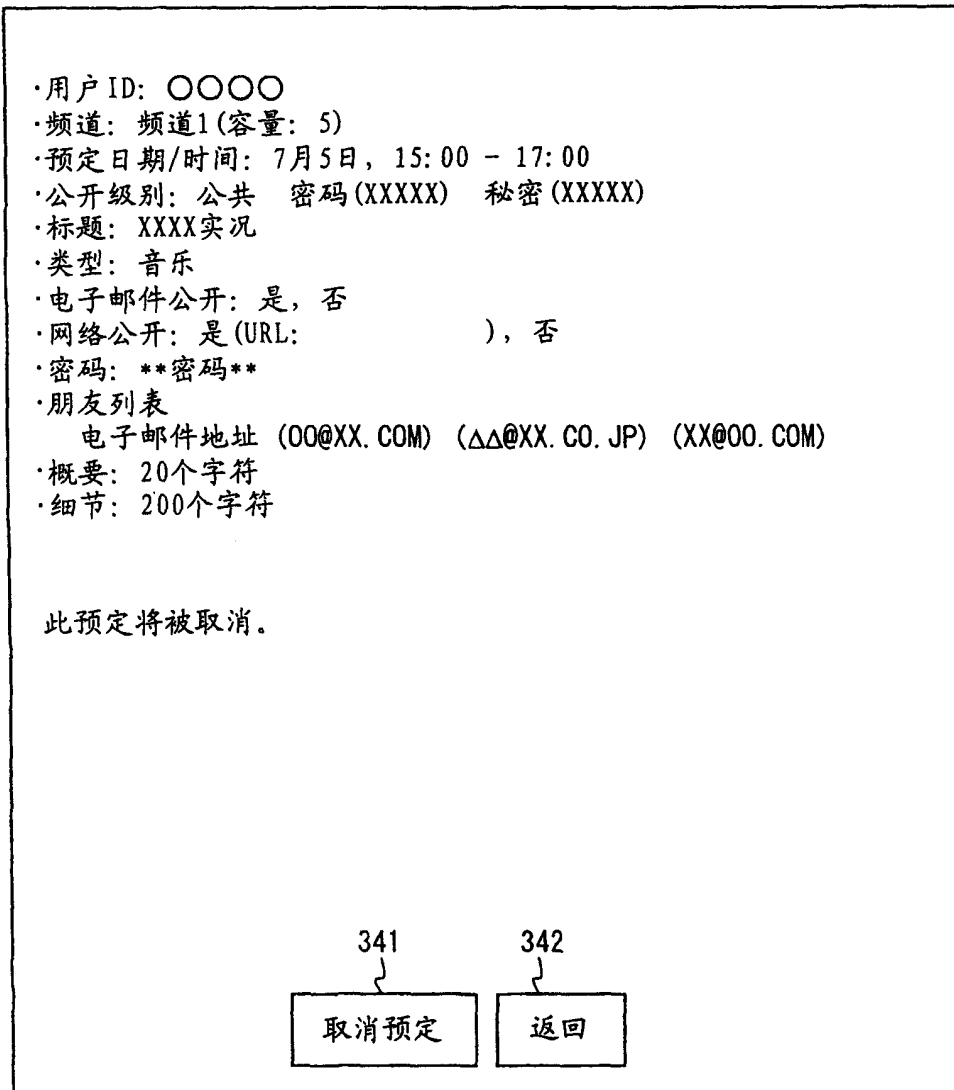 ·用户ID: ○○○○
·频道: 频道1(容量: 5)
·预定日期/时间: 7月5日, 15:00 - 17:00
·公开级别: 公共 密码(XXXXX) 秘密(XXXXX)
·标题: XXXX实况
·类型: 音乐
·电子邮件公开: 是, 否
·网络公开: 是(URL: ), 否
·密码: **密码**
·朋友列表
电子邮件地址 (OO@XX.COM) (△△@XX.CO.JP) (XX@OO.COM)
·概要: 20个字符
·细节: 200个字符
此预定将被取消。
341 342
取消预定 返回